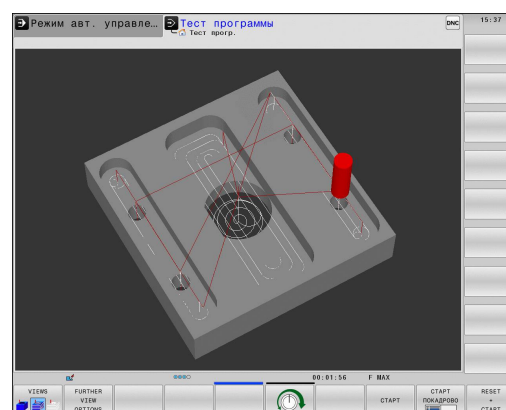 Режим авт. управле…
Тест программы
Тест прогр.
DNC
15:37
00:01:56 F MAX
VIEWS
FURTHER
VIEW
OPTIONS
СТАРТ
СТАРТ
ПОКАДРОВО
RESET
+
СТАРТ